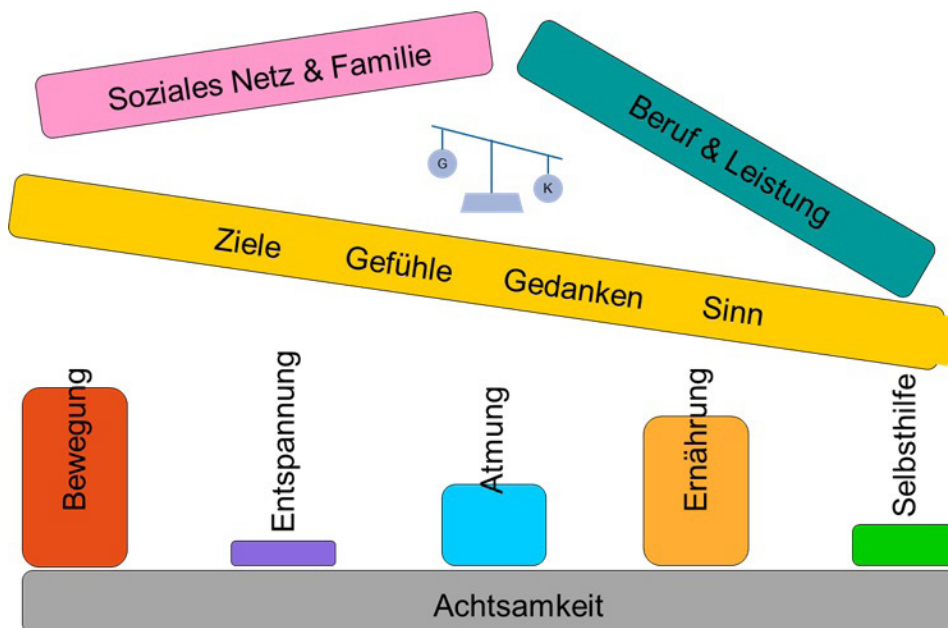 Soziales Netz & Familie
Beruf & Leistung
G
K
Ziele Gefühle Gedanken Sinn
Bewegung
Entspannung
Atmung
Ernährung
Selbsthilfe
Achtsamkeit